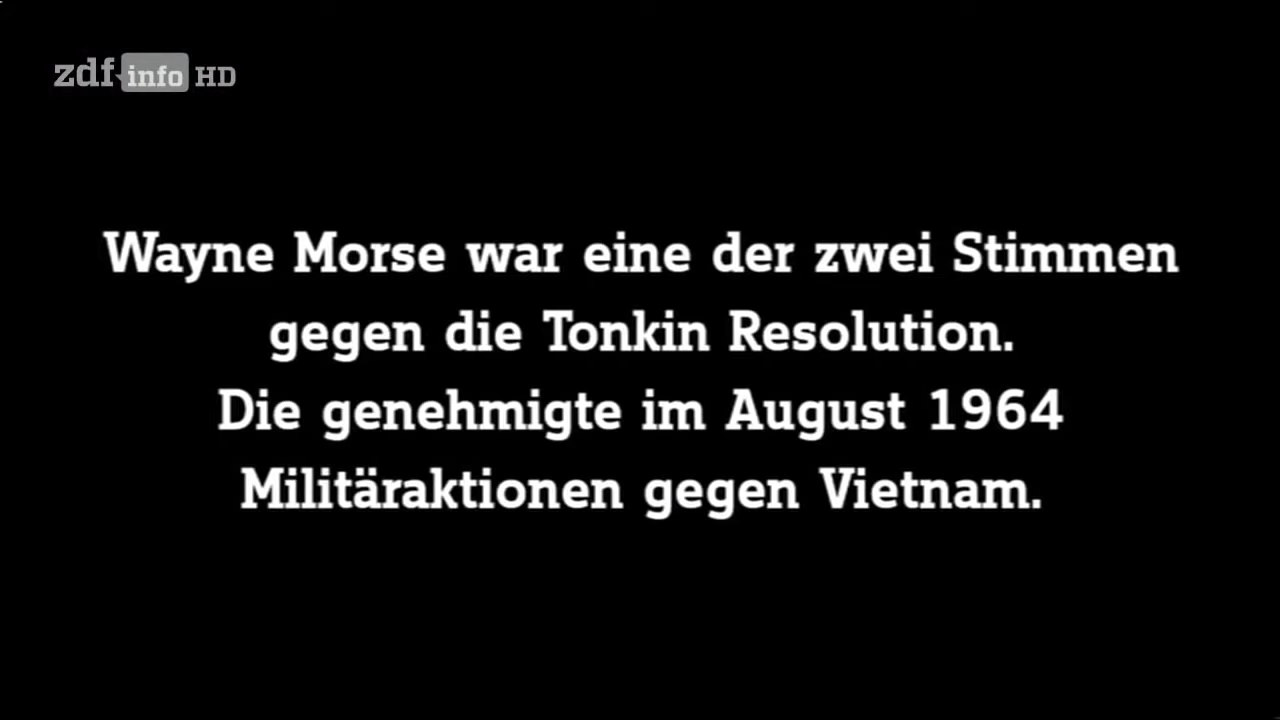 zdf info HD
Wayne Morse war eine der zwei Stimmen
gegen die Tonkin Resolution.
Die genehmigte im August 1964
Militäraktionen gegen Vietnam.